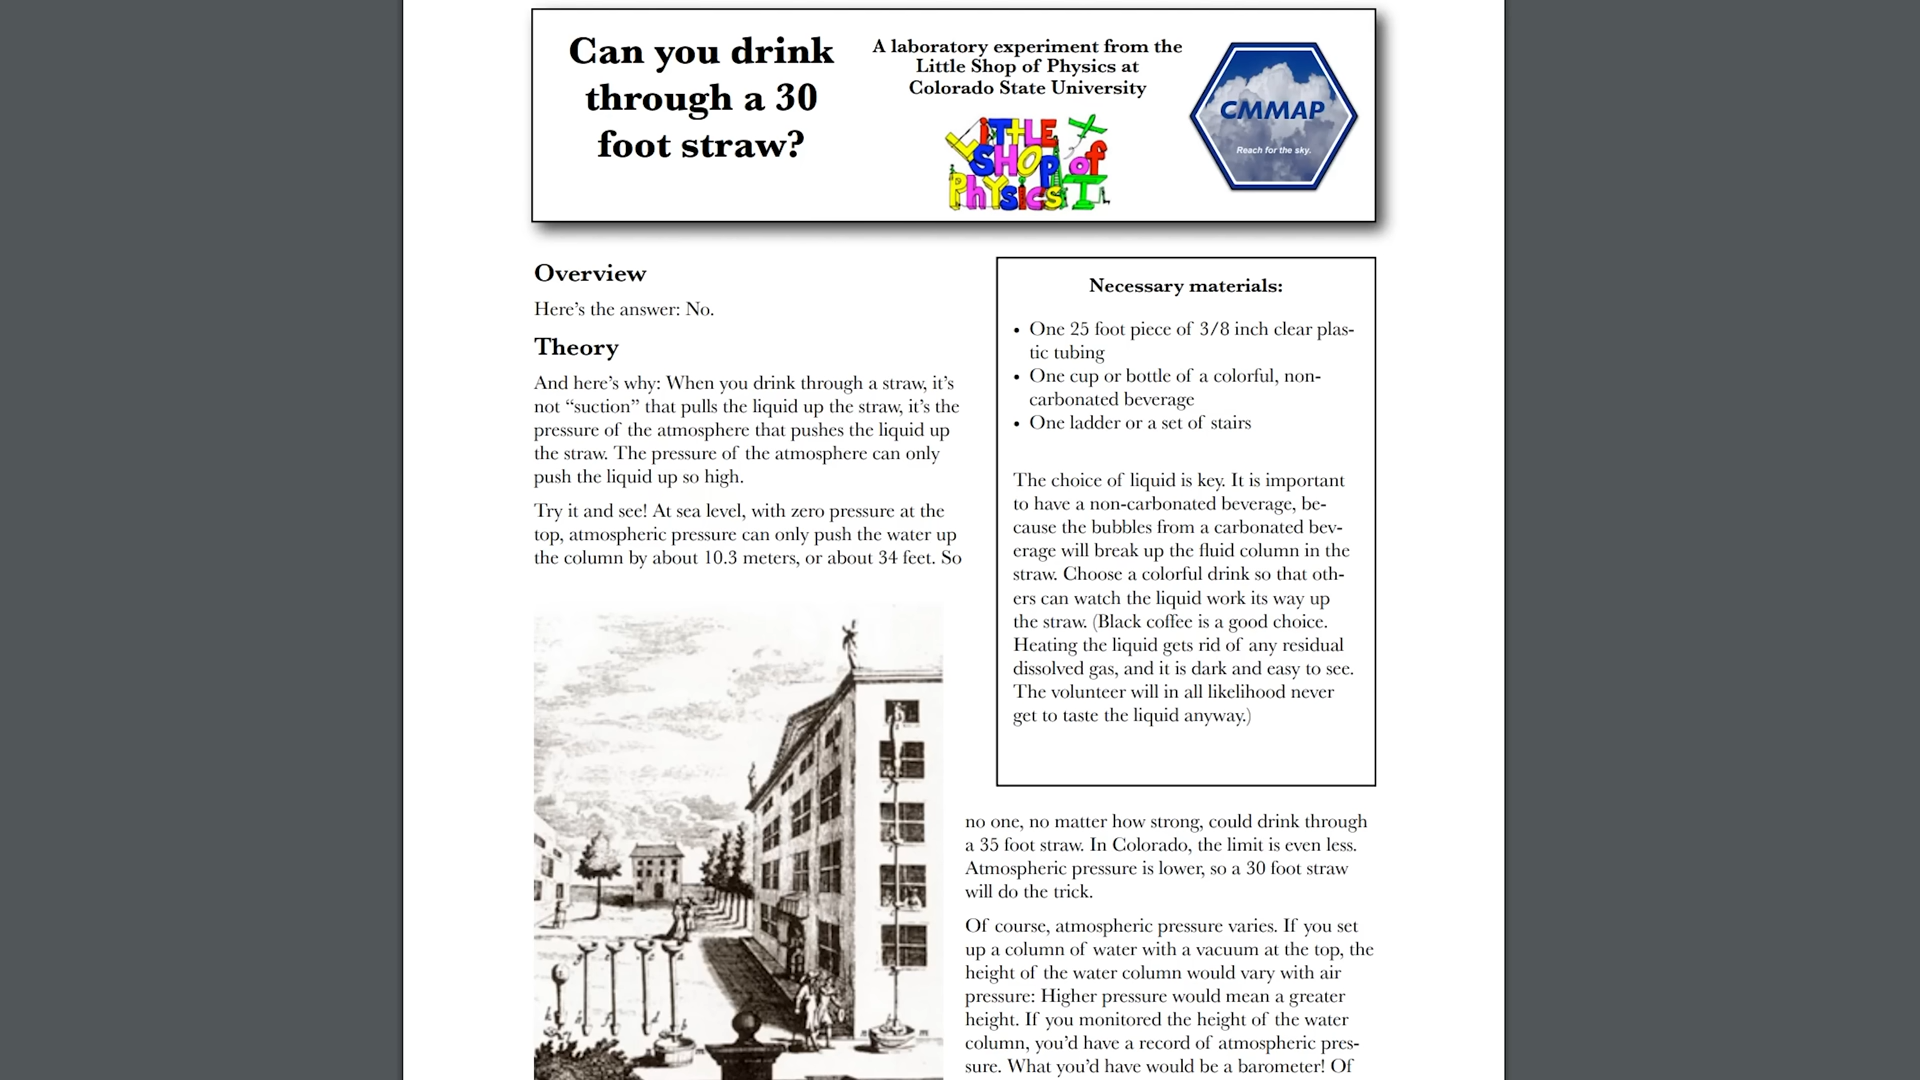 Can you drink
through a 30
foot straw?
A laboratory experiment from the
Little Shop of Physics at
Colorado State University
LiTTLE
SHOP of
PhYsics
CMMAP
Reach for the sky.
Overview
Here's the answer: No.
Theory
And here's why: When you drink through a straw, it's
not “suction” that pulls the liquid up the straw, it's the
pressure of the atmosphere that pushes the liquid up
the straw. The pressure of the atmosphere can only
push the liquid up so high.
Try it and see! At sea level, with zero pressure at the
top, atmospheric pressure can only push the water up
the column by about 10.3 meters, or about 34 feet. So
Necessary materials:
• One 25 foot piece of 3/8 inch clear plas-
tic tubing
• One cup or bottle of a colorful, non-
carbonated beverage
• One ladder or a set of stairs
The choice of liquid is key. It is important
to have a non-carbonated beverage, be-
cause the bubbles from a carbonated bev-
erage will break up the fluid column in the
straw. Choose a colorful drink so that oth-
ers can watch the liquid work its way up
the straw. (Black coffee is a good choice.
Heating the liquid gets rid of any residual
dissolved gas, and it is dark and easy to see.
The volunteer will in all likelihood never
get to taste the liquid anyway.)
no one, no matter how strong, could drink through
a 35 foot straw. In Colorado, the limit is even less.
Atmospheric pressure is lower, so a 30 foot straw
will do the trick.
Of course, atmospheric pressure varies. If you set
up a column of water with a vacuum at the top, the
height of the water column would vary with air
pressure: Higher pressure would mean a greater
height. If you monitored the height of the water
column, you'd have a record of atmospheric pres-
sure. What you'd have would be a barometer! Of